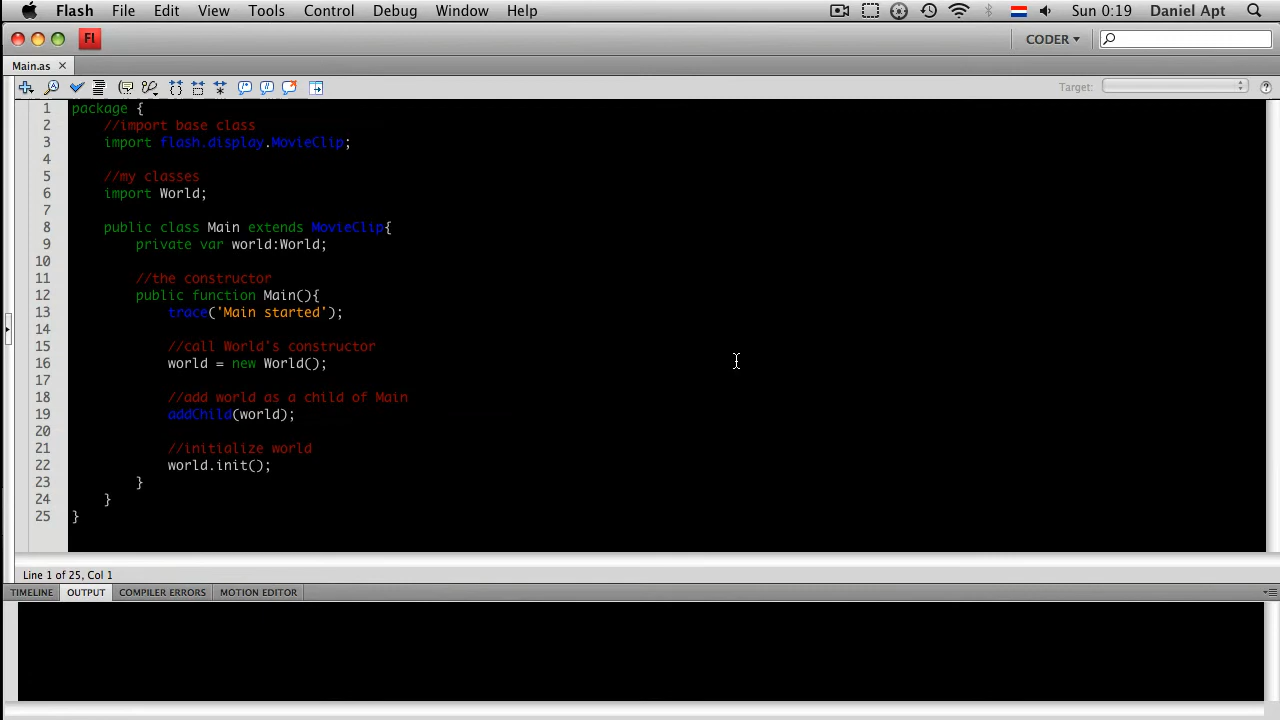 Flash File Edit View Tools Control Debug Window Help Sun 0:19 Daniel Apt
Fl CODER
Main.as
Target:
1 package {
2 //import base class
3 import flash.display.MovieClip;
4
5 //my classes
6 import World;
7
8 public class Main extends MovieClip{
9 private var world:World;
10
11 //the constructor
12 public function Main(){
13 trace('Main started');
14
15 //call World's constructor
16 world = new World();
17
18 //add world as a child of Main
19 addChild(world);
20
21 //initialize world
22 world.init();
23 }
24 }
25 }
Line 1 of 25, Col 1
TIMELINE OUTPUT COMPILER ERRORS MOTION EDITOR